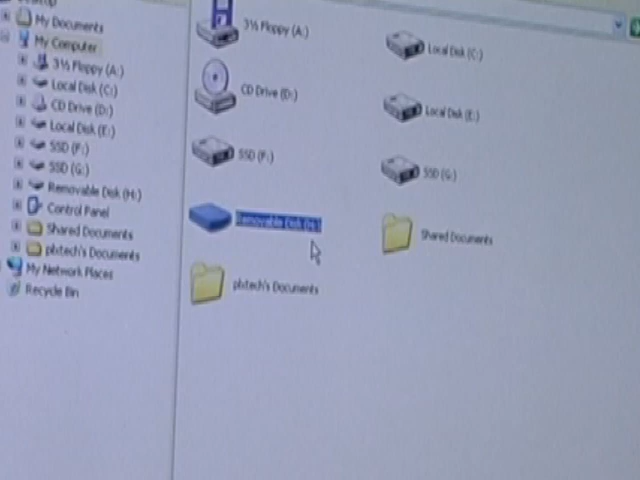 My Documents
My Computer
3½ Floppy (A:)
Local Disk (C:)
CD Drive (D:)
Local Disk (E:)
SSD (F:)
SSD (G:)
Removable Disk (H:)
Control Panel
Shared Documents
plxtech's Documents
My Network Places
Recycle Bin
3½ Floppy (A:)
Local Disk (C:)
CD Drive (D:)
Local Disk (E:)
SSD (F:)
SSD (G:)
Removable Disk (H:)
Shared Documents
plxtech's Documents